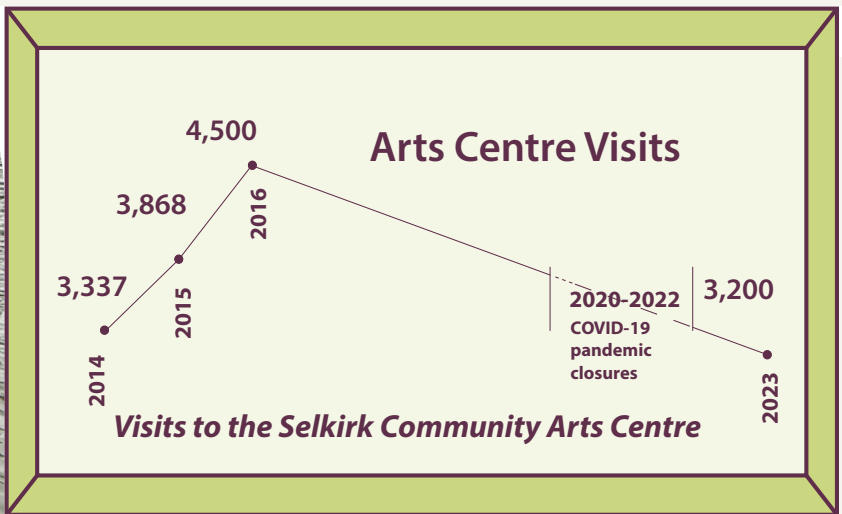 Arts Centre Visits
4,500
3,868
3,337
2014
2015
2016
2020-2022
COVID-19
pandemic
closures
3,200
2023
Visits to the Selkirk Community Arts Centre